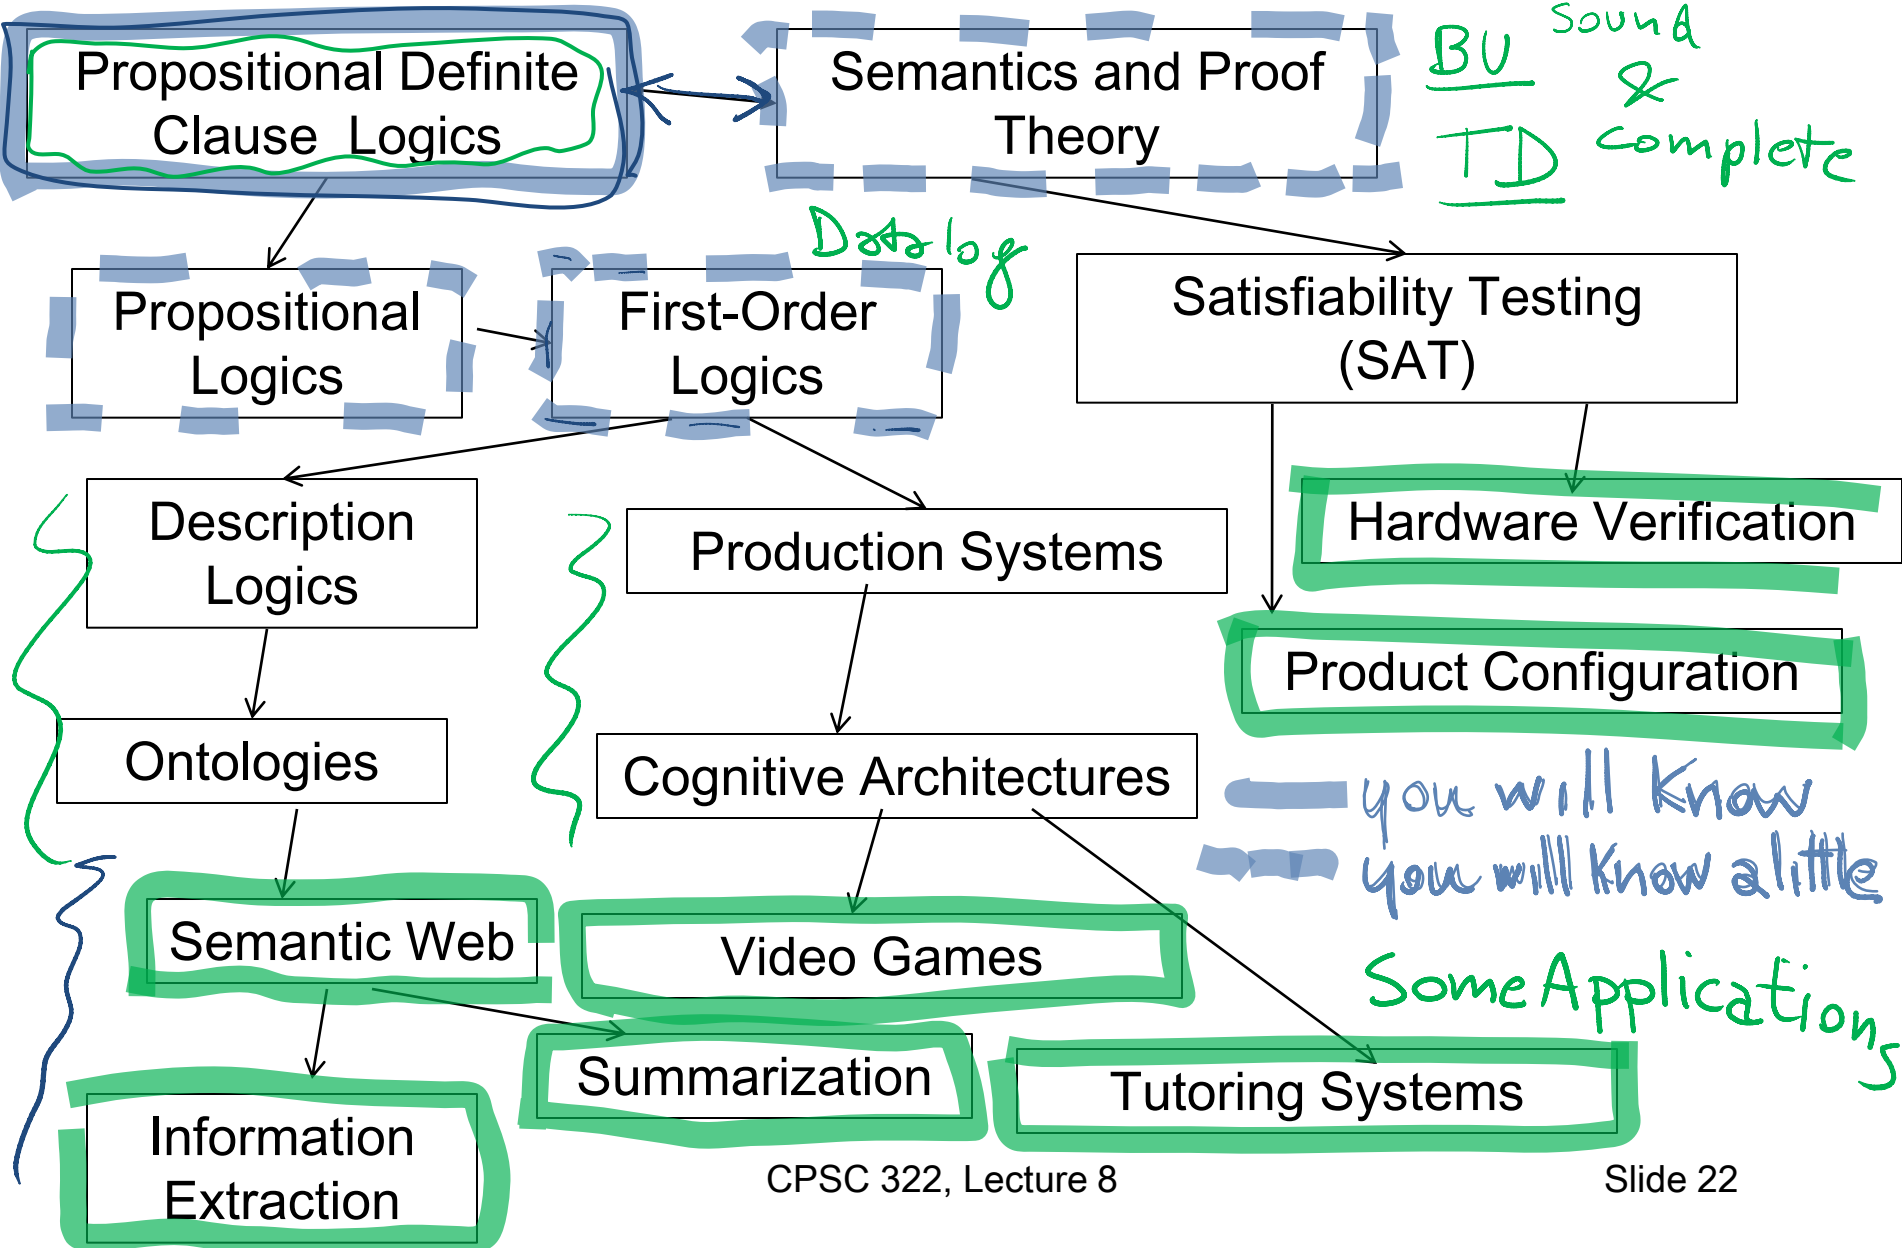 Propositional Definite
Clause Logics
Semantics and Proof
Theory
BU
TD
Sound
&
Complete
Datalog
Propositional
Logics
First-Order
Logics
Satisfiability Testing
(SAT)
Description
Logics
Production Systems
Hardware Verification
Product Configuration
Ontologies
Cognitive Architectures
you will know
you will know a little
Semantic Web
Video Games
Some Applications
Summarization
Tutoring Systems
Information
Extraction
CPSC 322, Lecture 8
Slide 22